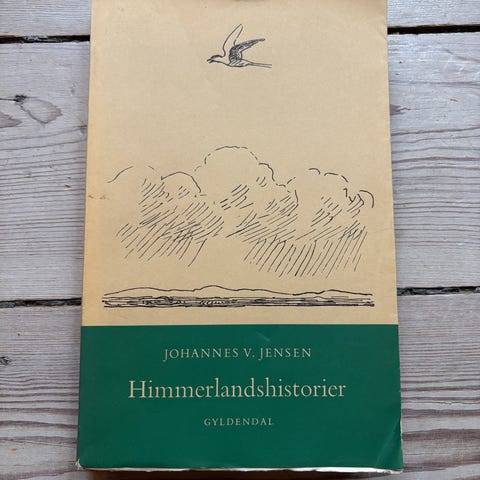 JOHANNES V. JENSEN
Himmerlandshistorier
GYLDENDAL